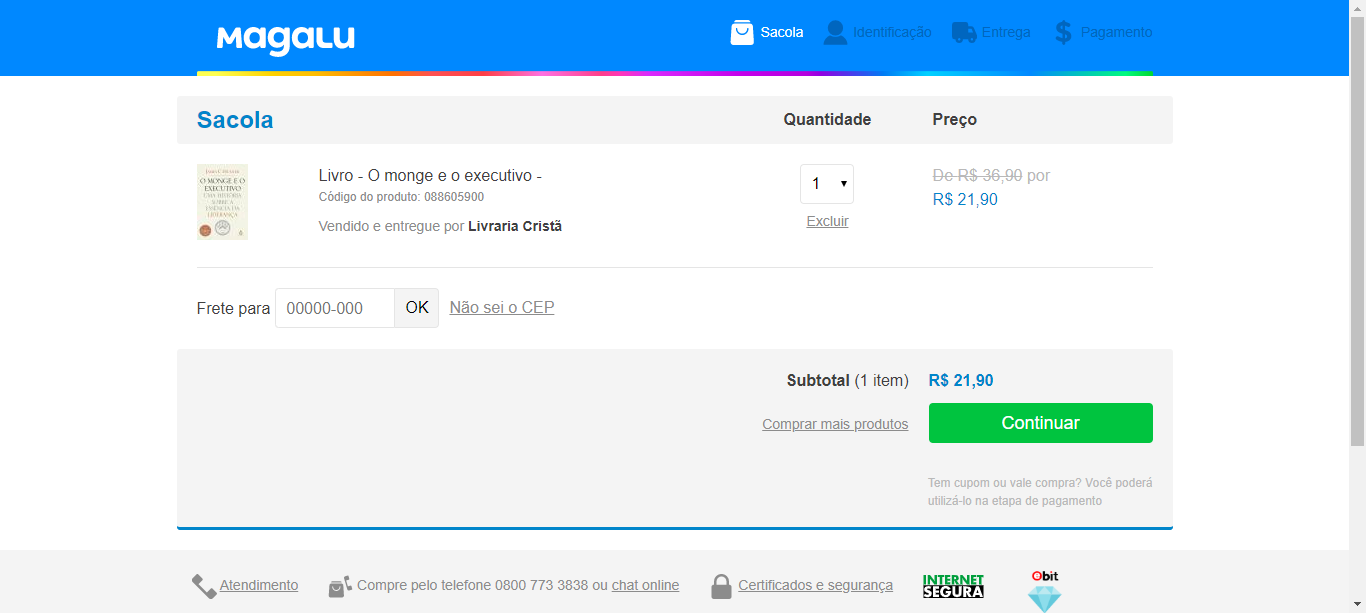 MagaLu
Sacola
Identificação
Entrega
Pagamento
Sacola
Quantidade
Preço
O MONGE E O
EXECUTIVO
UMA HISTÓRIA
SOBRE A
ESSÊNCIA DA
LIDERANÇA
Livro - O monge e o executivo -
Código do produto: 088605900
Vendido e entregue por Livraria Cristã
1
Excluir
De R$ 36,90 por
R$ 21,90
Frete para 00000-000 OK Não sei o CEP
Subtotal (1 item) R$ 21,90
Comprar mais produtos
Continuar
Tem cupom ou vale compra? Você poderá
utilizá-lo na etapa de pagamento
Atendimento
Compre pelo telefone 0800 773 3838 ou chat online
Certificados e segurança
INTERNET
SEGURA
ebit